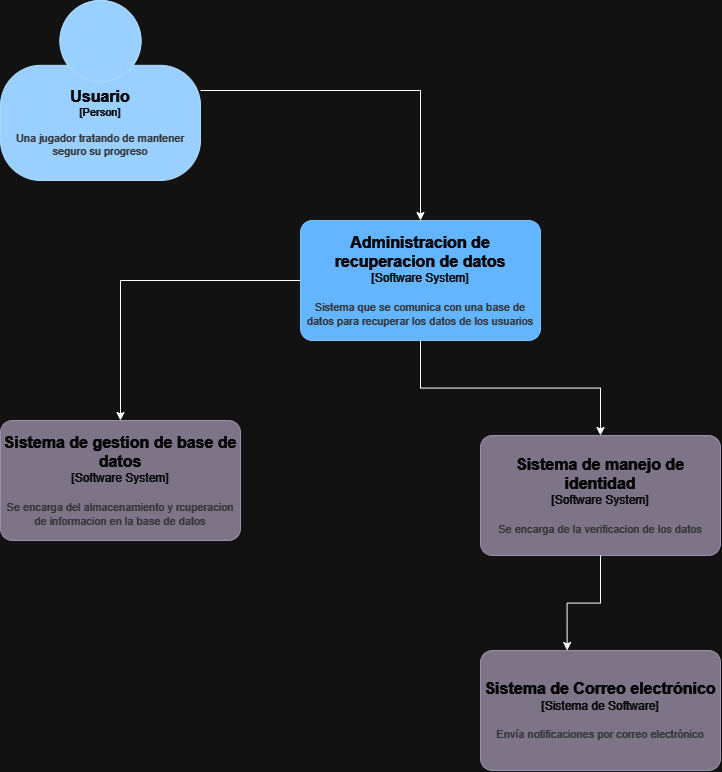 Usuario
[Person]
Una jugador tratando de mantener
seguro su progreso
Administracion de
recuperacion de datos
[Software System]
Sistema que se comunica con una base de
datos para recuperar los datos de los usuarios
Sistema de gestion de base de
datos
[Software System]
Se encarga del almacenamiento y rcuperacion
de informacion en la base de datos
Sistema de manejo de
identidad
[Software System]
Se encarga de la verificacion de los datos
Sistema de Correo electrónico
[Sistema de Software]
Envía notificaciones por correo electrónico